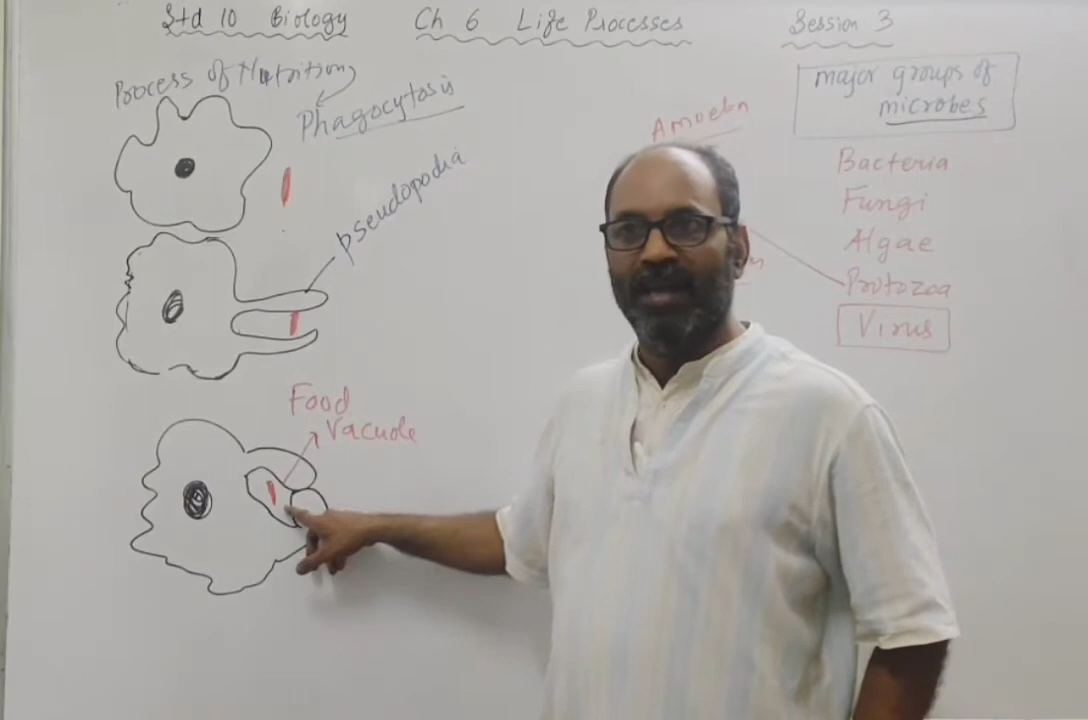 Std 10 Biology
Ch 6 Life Processes
Session 3
Process of Nutrition
Phagocytosis
pseudopodia
Food
Vacuole
Amoeba
major groups of
microbes
Bacteria
Fungi
Algae
Protozoa
Virus